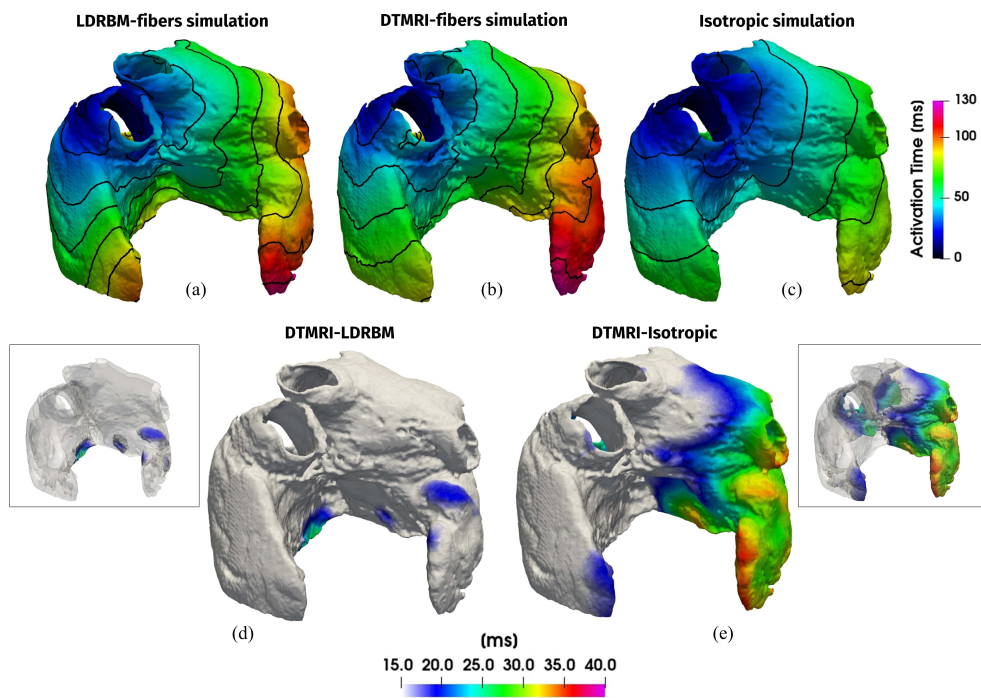 LDRBM-fibers simulation
DTMRI-fibers simulation
Isotropic simulation
Activation Time (ms)
130
100
50
0
(a)
(b)
(c)
DTMRI-LDRBM
DTMRI-Isotropic
(d)
(e)
(ms)
15.0 20.0 25.0 30.0 35.0 40.0